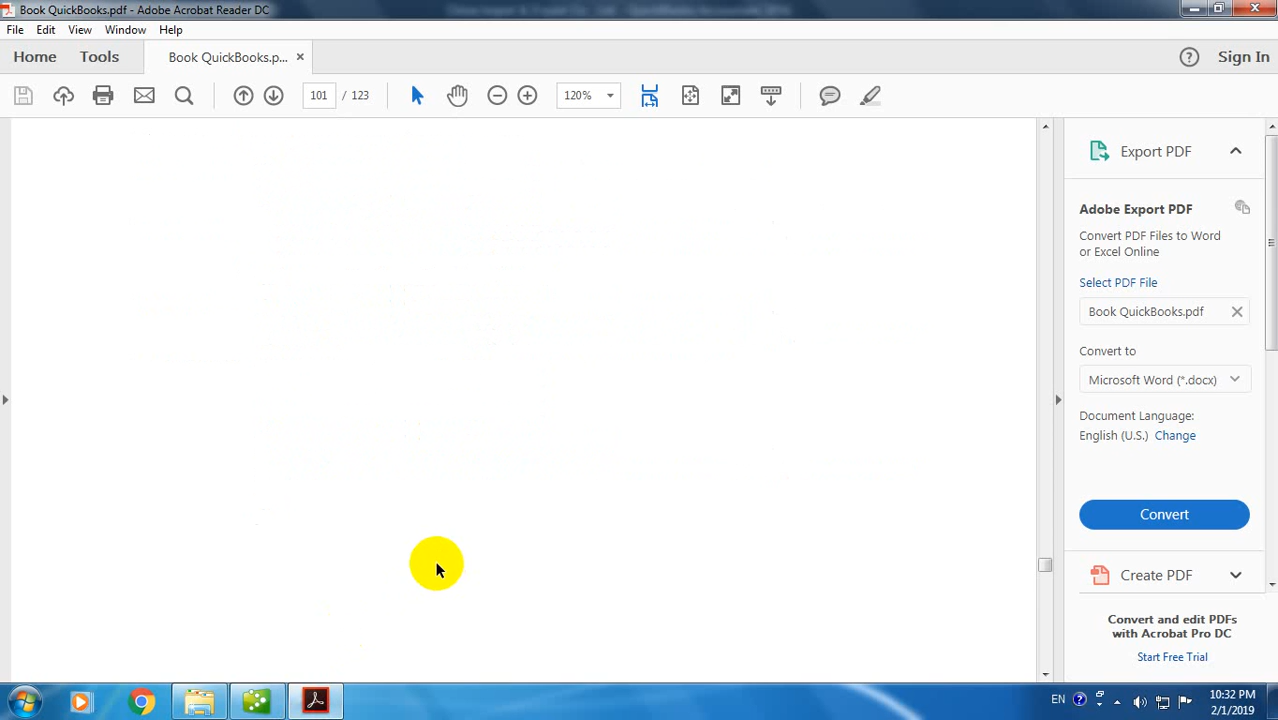 Book QuickBooks.pdf - Adobe Acrobat Reader DC
File Edit View Window Help
Home Tools Book QuickBooks.p... × Sign In
101 / 123 120%
Export PDF
Adobe Export PDF
Convert PDF Files to Word
or Excel Online
Select PDF File
Book QuickBooks.pdf
Convert to
Microsoft Word (*.docx)
Document Language:
English (U.S.) Change
Convert
Create PDF
Convert and edit PDFs
with Acrobat Pro DC
Start Free Trial
EN 10:32 PM
2/1/2019